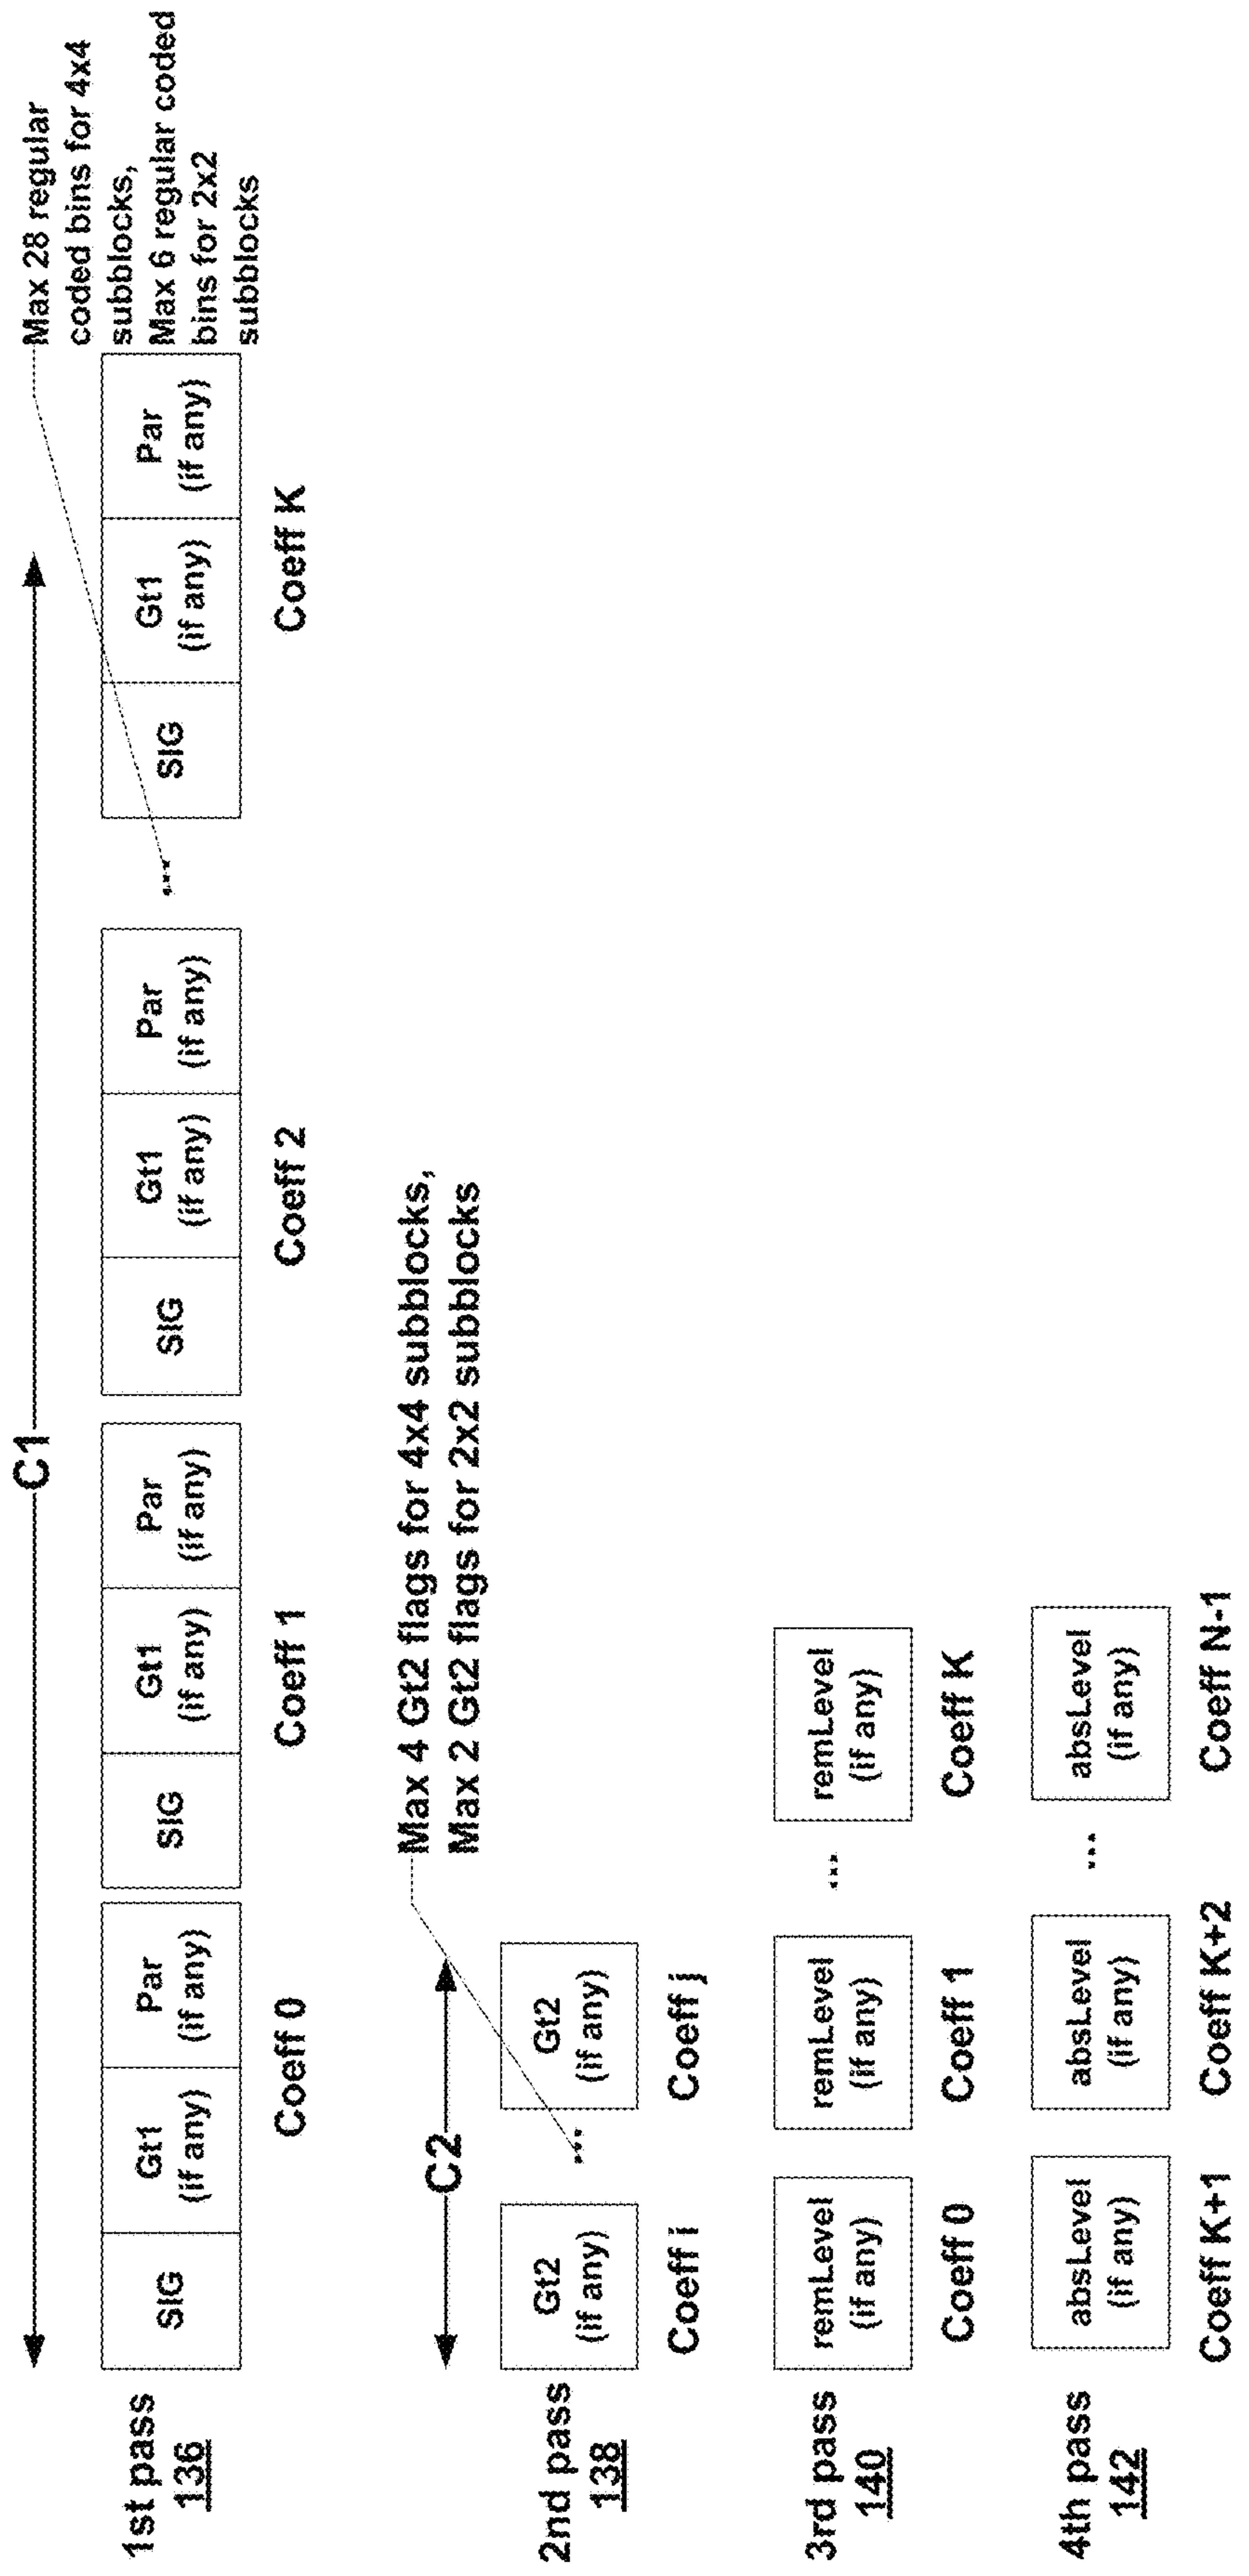 C1
Max 28 regular
coded bins for 4x4
subblocks,
Max 6 regular coded
bins for 2x2
subblocks
1st pass
136
SIG
Gt1
(if any)
Par
(if any)
Coeff 0
SIG
Gt1
(if any)
Par
(if any)
Coeff 1
SIG
Gt1
(if any)
Par
(if any)
Coeff 2
...
SIG
Gt1
(if any)
Par
(if any)
Coeff K
C2
Max 4 Gt2 flags for 4x4 subblocks,
Max 2 Gt2 flags for 2x2 subblocks
2nd pass
138
Gt2
(if any)
Coeff i
...
Gt2
(if any)
Coeff j
3rd pass
140
remLevel
(if any)
Coeff 0
remLevel
(if any)
Coeff 1
...
remLevel
(if any)
Coeff K
4th pass
142
absLevel
(if any)
Coeff K+1
absLevel
(if any)
Coeff K+2
...
absLevel
(if any)
Coeff N-1